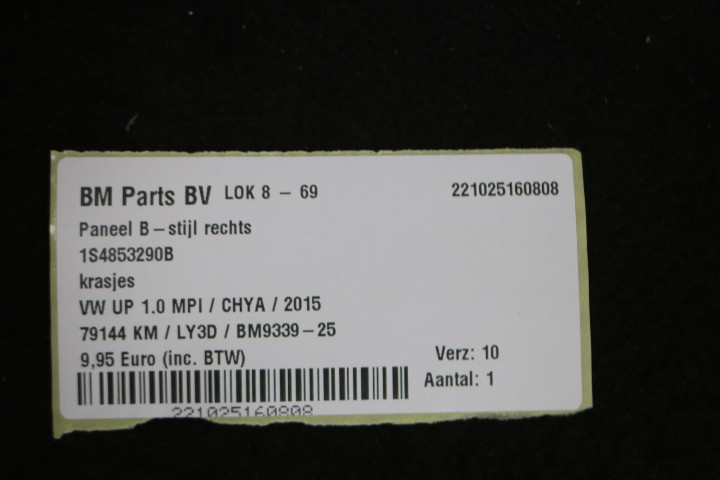 BM Parts BV LOK 8 - 69 221025160808
Paneel B-stijl rechts
1S4853290B
krasjes
VW UP 1.0 MPI / CHYA / 2015
79144 KM / LY3D / BM9339-25
9,95 Euro (inc. BTW) Verz: 10
Aantal: 1
221025160808